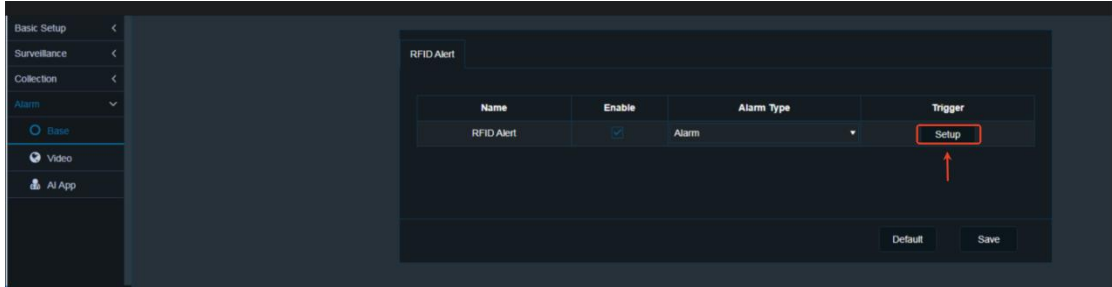 Basic Setup
Surveillance
Collection
Alarm
Base
Video
AI App
RFID Alert
Name Enable Alarm Type Trigger
RFID Alert Alarm Setup
Default Save